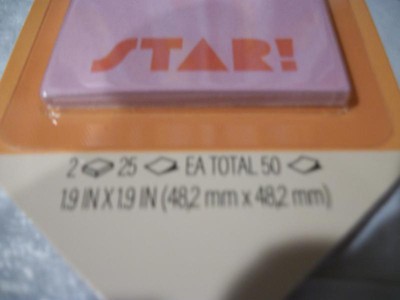 STAR!
2 25 EA TOTAL 50
1.9 IN X 1.9 IN (48,2 mm x 48,2 mm)